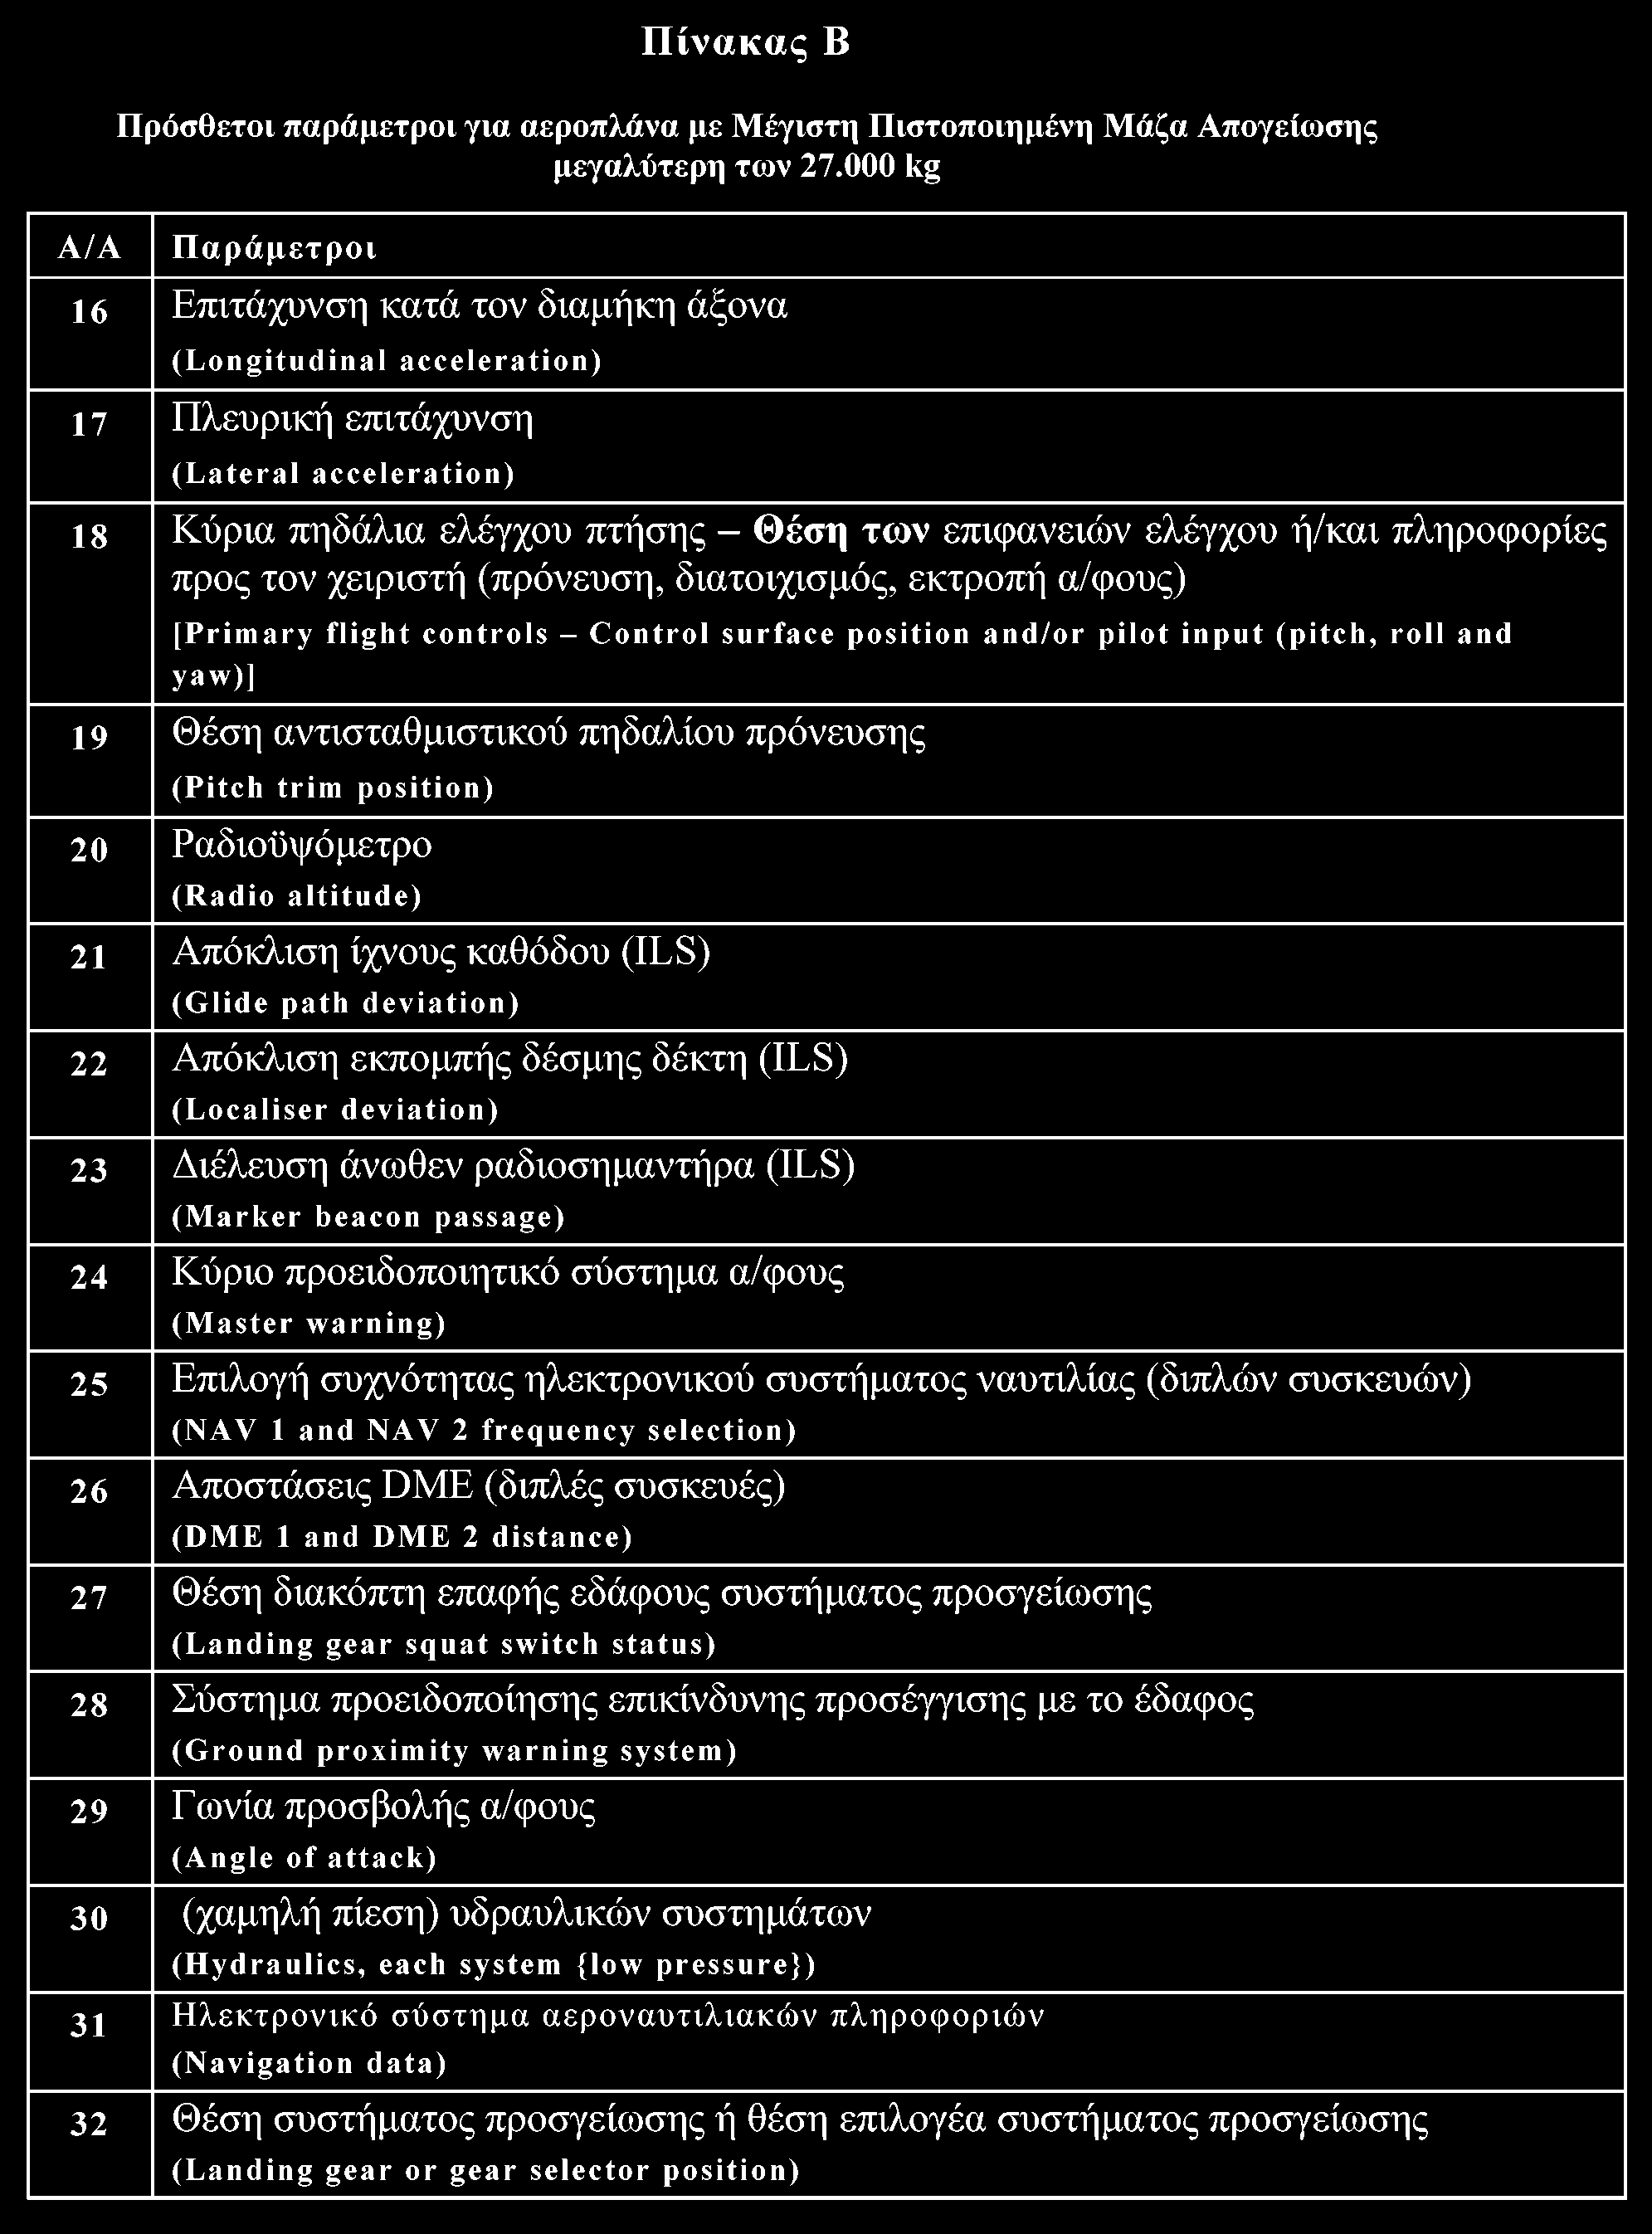 Πίνακας Β
Πρόσθετοι παράμετροι για αεροπλάνα με Μέγιστη Πιστοποιημένη Μάζα Απογείωσης
μεγαλύτερη των 27.000 kg
Α/Α Παράμετροι
16 Επιτάχυνση κατά τον διαμήκη άξονα
(Longitudinal acceleration)
17 Πλευρική επιτάχυνση
(Lateral acceleration)
18 Κύρια πηδάλια ελέγχου πτήσης – Θέση των επιφανειών ελέγχου ή/και πληροφορίες
προς τον χειριστή (πρόνευση, διατοιχισμός, εκτροπή α/φους)
[Primary flight controls – Control surface position and/or pilot input (pitch, roll and
yaw)]
19 Θέση αντισταθμιστικού πηδαλίου πρόνευσης
(Pitch trim position)
20 Ραδιοϋψόμετρο
(Radio altitude)
21 Απόκλιση ίχνους καθόδου (ILS)
(Glide path deviation)
22 Απόκλιση εκπομπής δέσμης δέκτη (ILS)
(Localiser deviation)
23 Διέλευση άνωθεν ραδιοσημαντήρα (ILS)
(Marker beacon passage)
24 Κύριο προειδοποιητικό σύστημα α/φους
(Master warning)
25 Επιλογή συχνότητας ηλεκτρονικού συστήματος ναυτιλίας (διπλών συσκευών)
(NAV 1 and NAV 2 frequency selection)
26 Αποστάσεις DME (διπλές συσκευές)
(DME 1 and DME 2 distance)
27 Θέση διακόπτη επαφής εδάφους συστήματος προσγείωσης
(Landing gear squat switch status)
28 Σύστημα προειδοποίησης επικίνδυνης προσέγγισης με το έδαφος
(Ground proximity warning system)
29 Γωνία προσβολής α/φους
(Angle of attack)
30 (χαμηλή πίεση) υδραυλικών συστημάτων
(Hydraulics, each system {low pressure})
31 Ηλεκτρονικό σύστημα αεροναυτιλιακών πληροφοριών
(Navigation data)
32 Θέση συστήματος προσγείωσης ή θέση επιλογέα συστήματος προσγείωσης
(Landing gear or gear selector position)